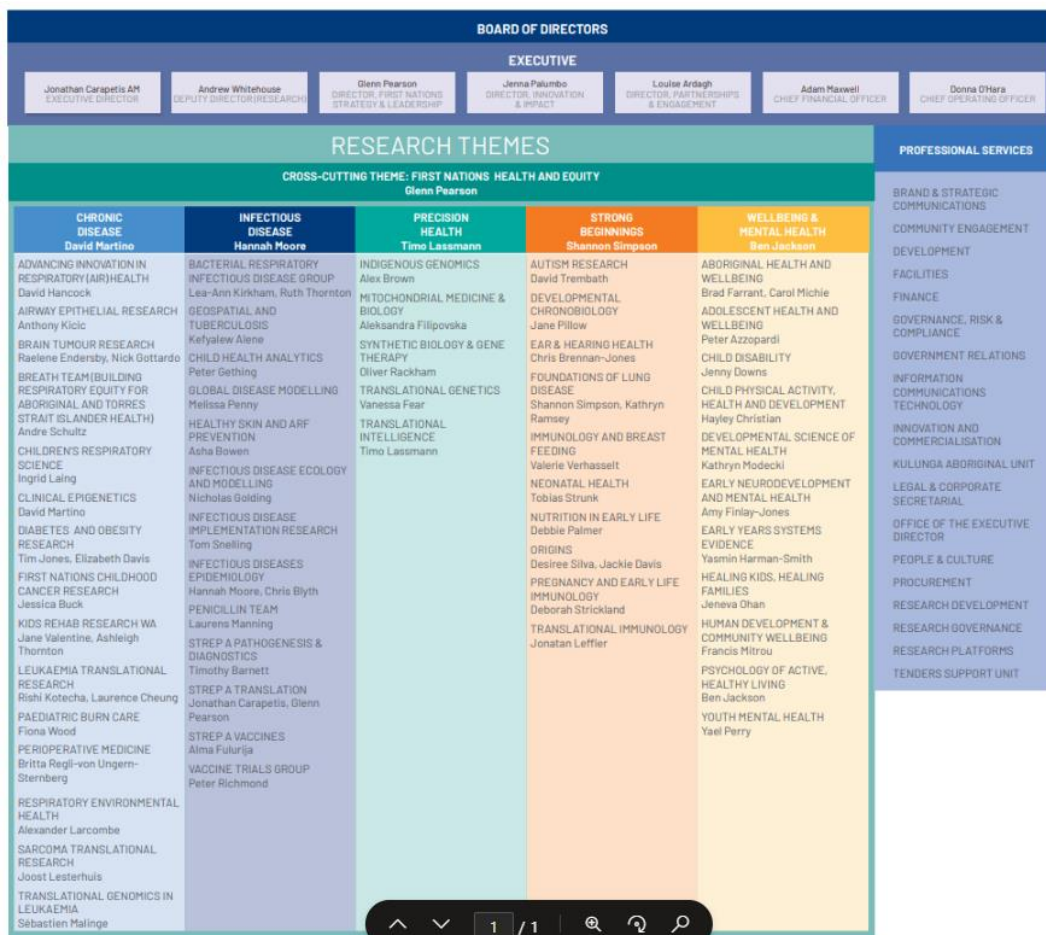 BOARD OF DIRECTORS
EXECUTIVE
Jonathan Carapetis AM
EXECUTIVE DIRECTOR
Andrew Whitehouse
DEPUTY DIRECTOR (RESEARCH)
Glenn Pearson
DIRECTOR, FIRST NATIONS
STRATEGY & LEADERSHIP
Jenna Palumbo
DIRECTOR, INNOVATION
& IMPACT
Louise Ardagh
DIRECTOR, PARTNERSHIPS
& ENGAGEMENT
Adam Maxwell
CHIEF FINANCIAL OFFICER
Donna O'Hara
CHIEF OPERATING OFFICER
RESEARCH THEMES
CROSS-CUTTING THEME: FIRST NATIONS HEALTH AND EQUITY
Glenn Pearson
CHRONIC
DISEASE
David Martino
ADVANCING INNOVATION IN
RESPIRATORY (AIR) HEALTH
David Hancock
AIRWAY EPITHELIAL RESEARCH
Anthony Kicic
BRAIN TUMOUR RESEARCH
Raelene Endersby, Nick Gottardo
BREATH TEAM (BUILDING
RESPIRATORY EQUITY FOR
ABORIGINAL AND TORRES
STRAIT ISLANDER HEALTH)
Andre Schultz
CHILDREN'S RESPIRATORY
SCIENCE
Ingrid Laing
CLINICAL EPIGENETICS
David Martino
DIABETES AND OBESITY
RESEARCH
Tim Jones, Elizabeth Davis
FIRST NATIONS CHILDHOOD
CANCER RESEARCH
Jessica Buck
KIDS REHAB RESEARCH WA
Jane Valentine, Ashleigh
Thornton
LEUKAEMIA TRANSLATIONAL
RESEARCH
Rishi Kotecha, Laurence Cheung
PAEDIATRIC BURN CARE
Fiona Wood
PERIOPERATIVE MEDICINE
Britta Regli-von Ungern-
Sternberg
RESPIRATORY ENVIRONMENTAL
HEALTH
Alexander Larcombe
SARCOMA TRANSLATIONAL
RESEARCH
Joost Lesterhuis
TRANSLATIONAL GENOMICS IN
LEUKAEMIA
Sébastien Malinge
INFECTIOUS
DISEASE
Hannah Moore
BACTERIAL RESPIRATORY
INFECTIOUS DISEASE GROUP
Lea-Ann Kirkham, Ruth Thornton
GEOSPATIAL AND
TUBERCULOSIS
Kefyalew Alene
CHILD HEALTH ANALYTICS
Peter Gething
GLOBAL DISEASE MODELLING
Melissa Penny
HEALTHY SKIN AND ARF
PREVENTION
Asha Bowen
INFECTIOUS DISEASE ECOLOGY
AND MODELLING
Nicholas Golding
INFECTIOUS DISEASE
IMPLEMENTATION RESEARCH
Tom Snelling
INFECTIOUS DISEASES
EPIDEMIOLOGY
Hannah Moore, Chris Blyth
PENICILLIN TEAM
Laurens Manning
STREP A PATHOGENESIS &
DIAGNOSTICS
Timothy Barnett
STREP A TRANSLATION
Jonathan Carapetis, Glenn
Pearson
STREP A VACCINES
Alma Fulurija
VACCINE TRIALS GROUP
Peter Richmond
PRECISION
HEALTH
Timo Lassmann
INDIGENOUS GENOMICS
Alex Brown
MITOCHONDRIAL MEDICINE &
BIOLOGY
Aleksandra Filipovska
SYNTHETIC BIOLOGY & GENE
THERAPY
Oliver Rackham
TRANSLATIONAL GENETICS
Vanessa Fear
TRANSLATIONAL
INTELLIGENCE
Timo Lassmann
STRONG
BEGINNINGS
Shannon Simpson
AUTISM RESEARCH
David Trembath
DEVELOPMENTAL
CHRONOBIOLOGY
Jane Pillow
EAR & HEARING HEALTH
Chris Brennan-Jones
FOUNDATIONS OF LUNG
DISEASE
Shannon Simpson, Kathryn
Ramsey
IMMUNOLOGY AND BREAST
FEEDING
Valerie Verhasselt
NEONATAL HEALTH
Tobias Strunk
NUTRITION IN EARLY LIFE
Debbie Palmer
ORIGINS
Desiree Silva, Jackie Davis
PREGNANCY AND EARLY LIFE
IMMUNOLOGY
Deborah Strickland
TRANSLATIONAL IMMUNOLOGY
Jonatan Leffler
WELLBEING &
MENTAL HEALTH
Ben Jackson
ABORIGINAL HEALTH AND
WELLBEING
Brad Farrant, Carol Michie
ADOLESCENT HEALTH AND
WELLBEING
Peter Azzopardi
CHILD DISABILITY
Jenny Downs
CHILD PHYSICAL ACTIVITY,
HEALTH AND DEVELOPMENT
Hayley Christian
DEVELOPMENTAL SCIENCE OF
MENTAL HEALTH
Kathryn Modecki
EARLY NEURODEVELOPMENT
AND MENTAL HEALTH
Amy Finlay-Jones
EARLY YEARS SYSTEMS
EVIDENCE
Yasmin Harman-Smith
HEALING KIDS, HEALING
FAMILIES
Jeneva Ohan
HUMAN DEVELOPMENT &
COMMUNITY WELLBEING
Francis Mitrou
PSYCHOLOGY OF ACTIVE,
HEALTHY LIVING
Ben Jackson
YOUTH MENTAL HEALTH
Yael Perry
PROFESSIONAL SERVICES
BRAND & STRATEGIC
COMMUNICATIONS
COMMUNITY ENGAGEMENT
DEVELOPMENT
FACILITIES
FINANCE
GOVERNANCE, RISK &
COMPLIANCE
GOVERNMENT RELATIONS
INFORMATION
COMMUNICATIONS
TECHNOLOGY
INNOVATION AND
COMMERCIALISATION
KULUNGA ABORIGINAL UNIT
LEGAL & CORPORATE
SECRETARIAL
OFFICE OF THE EXECUTIVE
DIRECTOR
PEOPLE & CULTURE
PROCUREMENT
RESEARCH DEVELOPMENT
RESEARCH GOVERNANCE
RESEARCH PLATFORMS
TENDERS SUPPORT UNIT
1 / 1